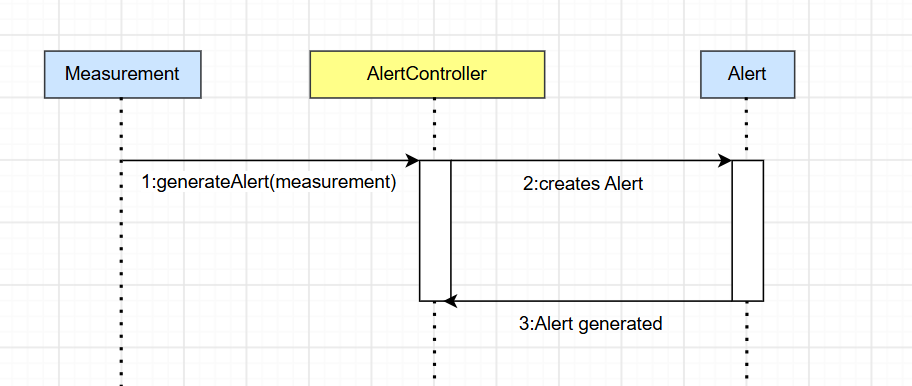 Measurement
AlertController
Alert
1:generateAlert(measurement)
2:creates Alert
3:Alert generated